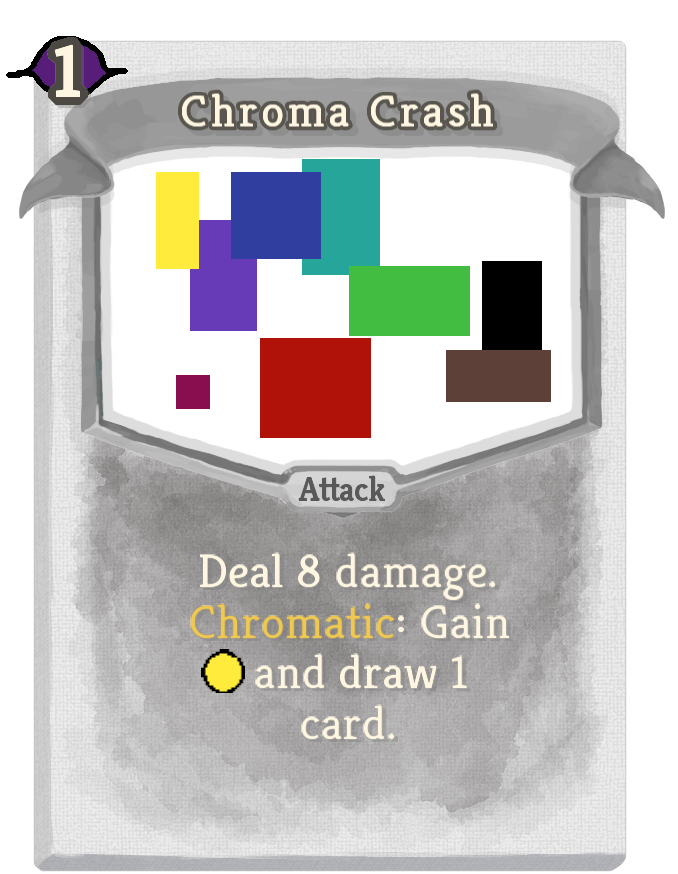 1
Chroma Crash
Attack
Deal 8 damage.
Chromatic: Gain
and draw 1
card.